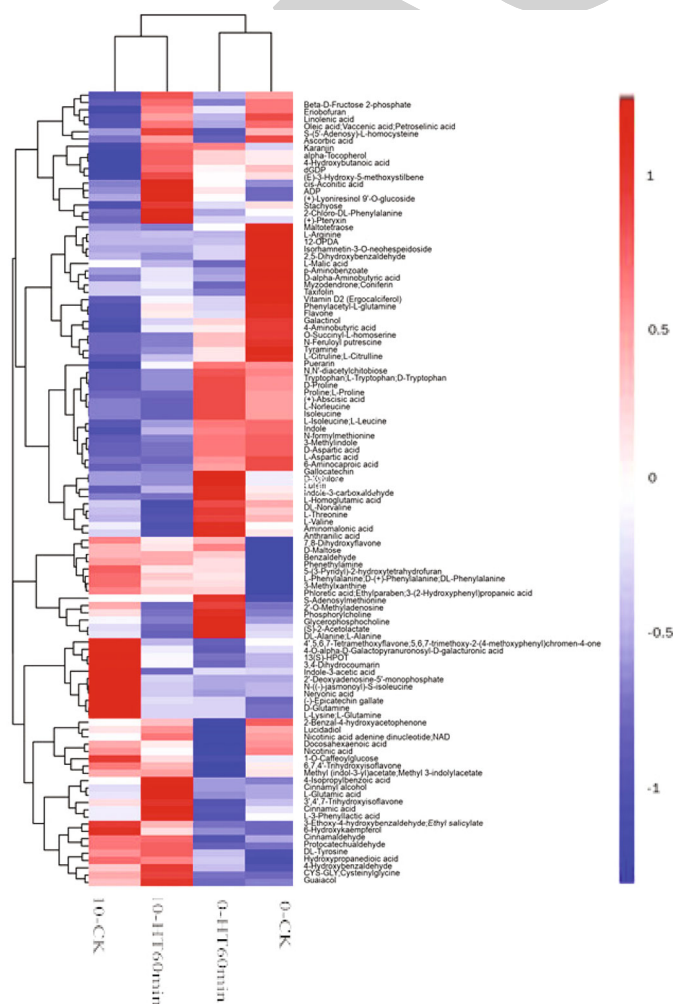 Beta-D-Fructose 2-phosphate
Enobofuran
Linolenic acid
Oleic acid;Vaccenic acid;Petroselinic acid
S-(5'-Adenosy)-L-homocysteine
Ascorbic acid
Karanjin
alpha-Tocopherol
4-Hydroxybutanoic acid
dGDP
(E)-3-Hydroxy-5-methoxystilbene
cis-Aconitic acid
ADP
(+)-Lyoniresinol 9'-O-glucoside
Stachyose
2-Chloro-DL-Phenylalanine
(+)-Pteryxin
Maltotetraose
L-Arginine
12-OPDA
Isorhamnetin-3-O-neohespeidoside
2,5-Dihydroxybenzaldehyde
L-Malic acid
p-Aminobenzoate
D-alpha-Aminobutyric acid
Myzodendrone;Coniferin
Taxifolin
Vitamin D2 (Ergocalciferol)
Phenylacetyl-L-glutamine
Flavone
Galactinol
4-Aminobutyric acid
O-Succinyl-L-homoserine
N-Feruloyl putrescine
Tyramine
L-Citruline;L-Citrulline
Puerarin
N,N'-diacetylchitobiose
Tryptophan;L-Tryptophan;D-Tryptophan
D-Proline
Proline;L-Proline
(+)-Abscisic acid
L-Norleucine
Isoleucine
L-Isoleucine;L-Leucine
Indole
N-formylmethionine
3-Methylindole
D-Aspartic acid
L-Aspartic acid
6-Aminocaproic acid
Gallocatechin
Indole-3-carboxaldehyde
L-Homoglutamic acid
DL-Norvaline
L-Threonine
L-Valine
Aminomalonic acid
Anthranilic acid
7,8-Dihydroxyflavone
D-Maltose
Benzaldehyde
Phenethylamine
5-(3-Pyridyl)-2-hydroxytetrahydrofuran
L-Phenylalanine;D-(+)-Phenylalanine;DL-Phenylalanine
3-Methylxanthine
Phloretic acid;Ethylparaben;3-(2-Hydroxyphenyl)propanic acid
S-Adenosylmethionine
2'-O-Methyladenosine
Phosphorylcholine
Glycerophosphocholine
(S)-2-Acetolactate
DL-Alanine;L-Alanine
4',5,6,7-Tetramethoxyflavone;5,6,7-trimethoxy-2-(4-methoxyphenyl)chromen-4-one
4-O-alpha-D-Galactopyranuronosyl-D-galacturonic acid
13(S)-HPOT
3,4-Dihydrocoumarin
Indole-3-acetic acid
2'-Deoxyadenosine-5'-monophosphate
N-((-)-jasmonoyl)-S-isoleucine
Nervonic acid
(-)-Epicatechin gallate
D-Glutamine
L-Lysine;L-Glutamine
2-Benzal-4-hydroxyacetophenone
Lucidadiol
Nicotinic acid adenine dinucleotide;NAD
Docosahexaenoic acid
Nicotinic acid
1-O-Caffeoylglucose
6,7,4'-Trihydroxyisoflavone
Methyl (indol-3-yl)acetate;Methyl 3-indolylacetate
4-Isopropylbenzoic acid
Cinnamyl alcohol
L-Glutamic acid
3',4',7-Trihydroxyisoflavone
Cinnamic acid
L-3-Phenyllactic acid
3-Ethoxy-4-hydroxybenzaldehyde;Ethyl salicylate
6-Hydroxykaempferol
Cinnamaldehyde
Protocatechualdehyde
DL-Tyrosine
Hydroxypropanedioic acid
4-Hydroxybenzaldehyde
CYS-GLY;Cysteinylglycine
Guaiacol
1
0.5
0
-0.5
-1
10-CK
10-HT60min
0-HT60min
0-CK